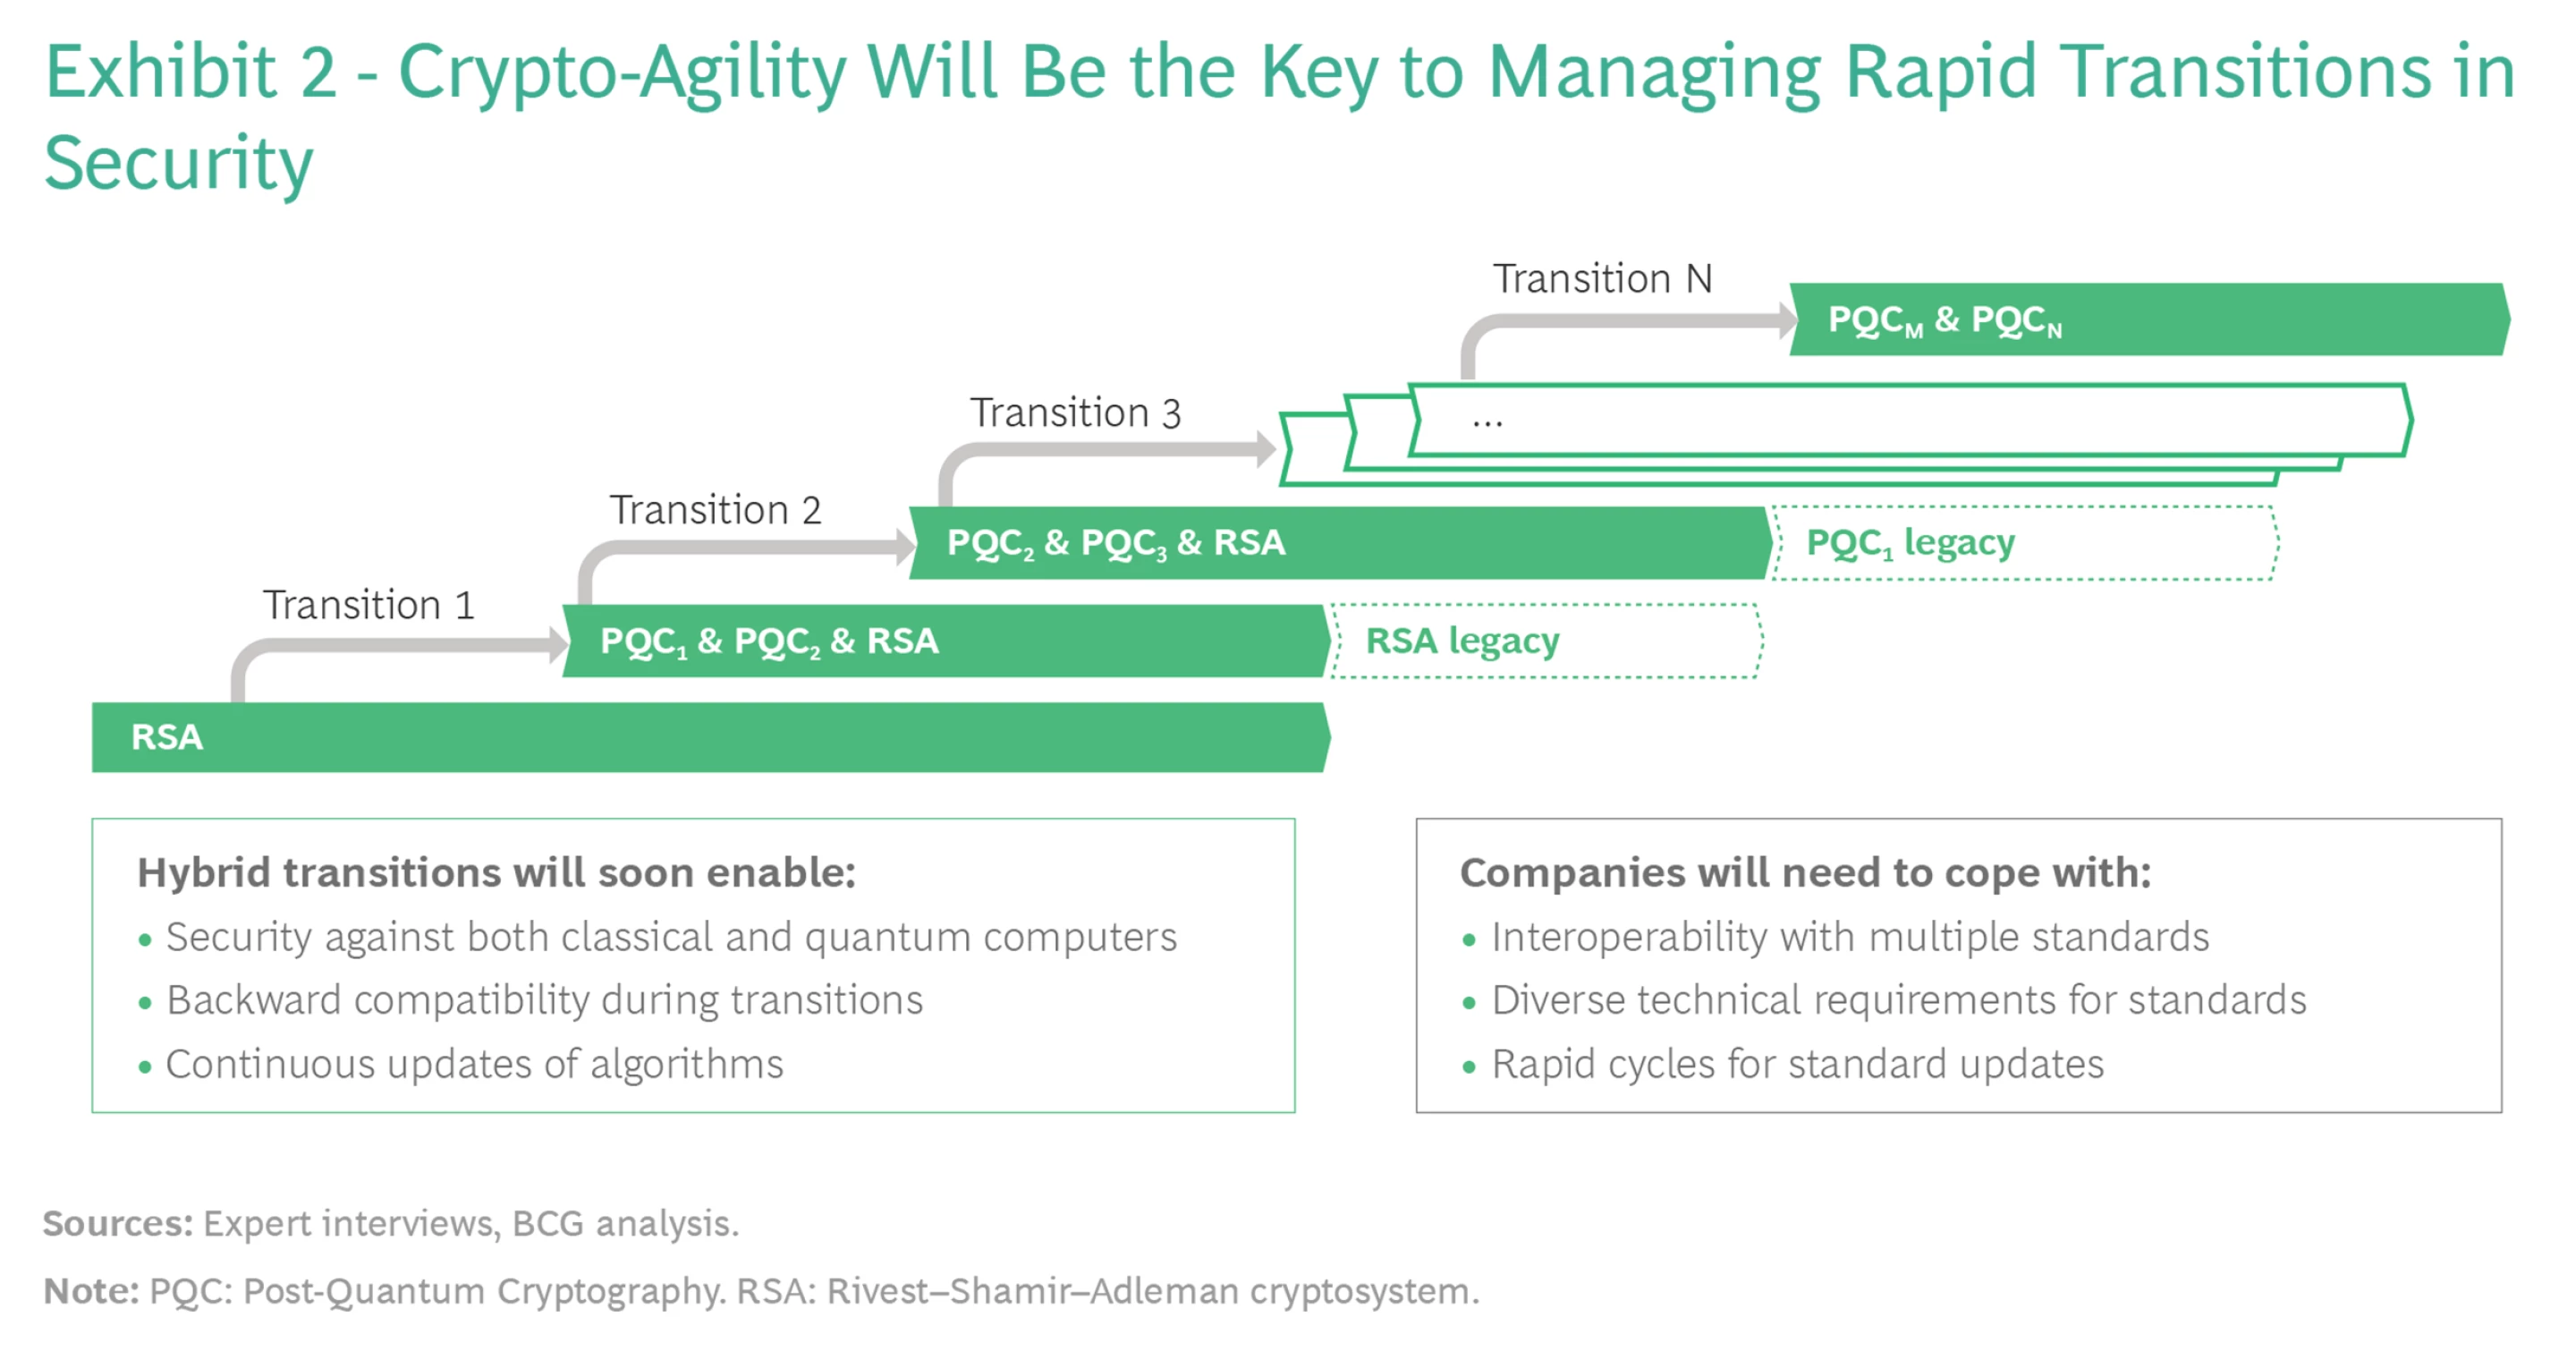 Exhibit 2 - Crypto-Agility Will Be the Key to Managing Rapid Transitions in
Security
Transition N
PQC_M & PQC_N
Transition 3
...
Transition 2
PQC₂ & PQC₃ & RSA
PQC₁ legacy
Transition 1
PQC₁ & PQC₂ & RSA
RSA legacy
RSA
Hybrid transitions will soon enable:
• Security against both classical and quantum computers
• Backward compatibility during transitions
• Continuous updates of algorithms
Companies will need to cope with:
• Interoperability with multiple standards
• Diverse technical requirements for standards
• Rapid cycles for standard updates
Sources: Expert interviews, BCG analysis.
Note: PQC: Post-Quantum Cryptography. RSA: Rivest–Shamir–Adleman cryptosystem.